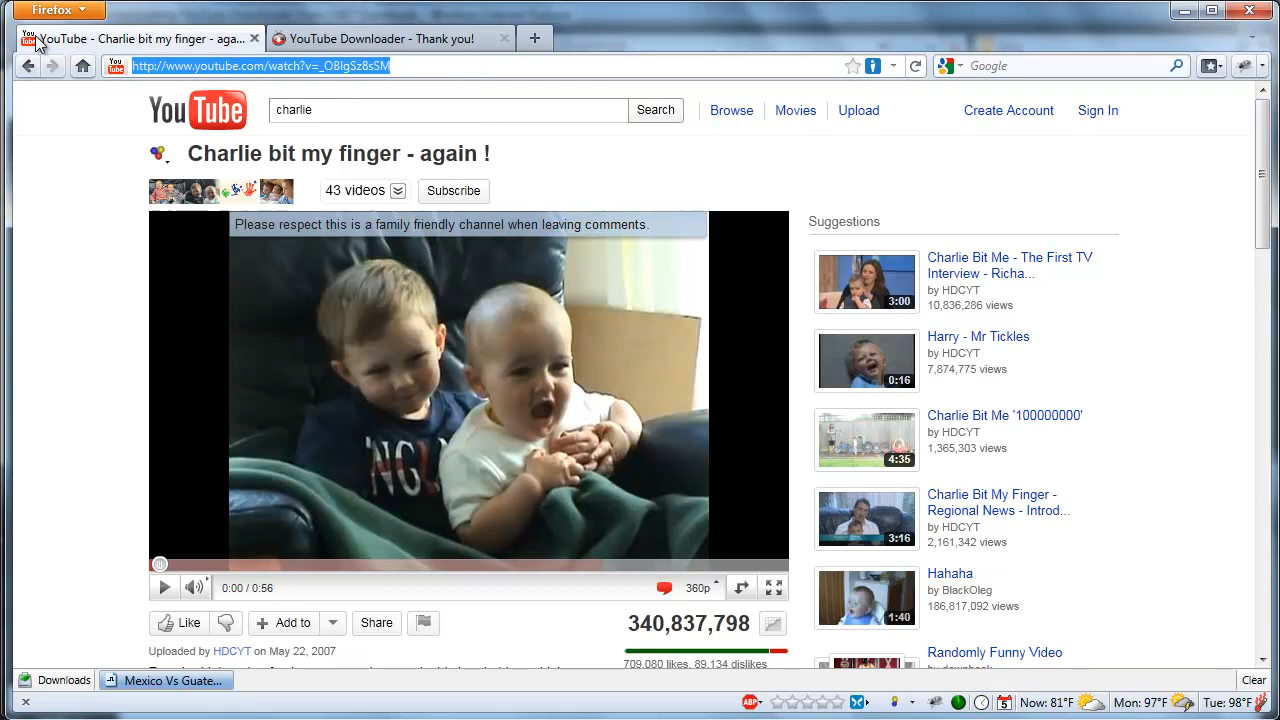 Firefox
YouTube - Charlie bit my finger - aga...
YouTube Downloader - Thank you!
http://www.youtube.com/watch?v=_OBlgSz8sSM
Google
You Tube
charlie
Search
Browse
Movies
Upload
Create Account
Sign In
Charlie bit my finger - again !
43 videos
Subscribe
Please respect this is a family friendly channel when leaving comments.
NGL
0:00 / 0:56
360p
Like
Add to
Share
340,837,798
Uploaded by HDCYT on May 22, 2007
709,080 likes, 89,134 dislikes
Suggestions
Charlie Bit Me - The First TV
Interview - Richa...
by HDCYT
10,836,286 views
3:00
Harry - Mr Tickles
by HDCYT
7,874,775 views
0:16
Charlie Bit Me '100000000'
by HDCYT
1,365,303 views
4:35
Charlie Bit My Finger -
Regional News - Introd...
by HDCYT
2,161,342 views
3:16
Hahaha
by BlackOleg
186,817,092 views
1:40
Randomly Funny Video
Downloads
Mexico Vs Guate...
Clear
ABP
5
Now: 81°F
Mon: 97°F
Tue: 98°F